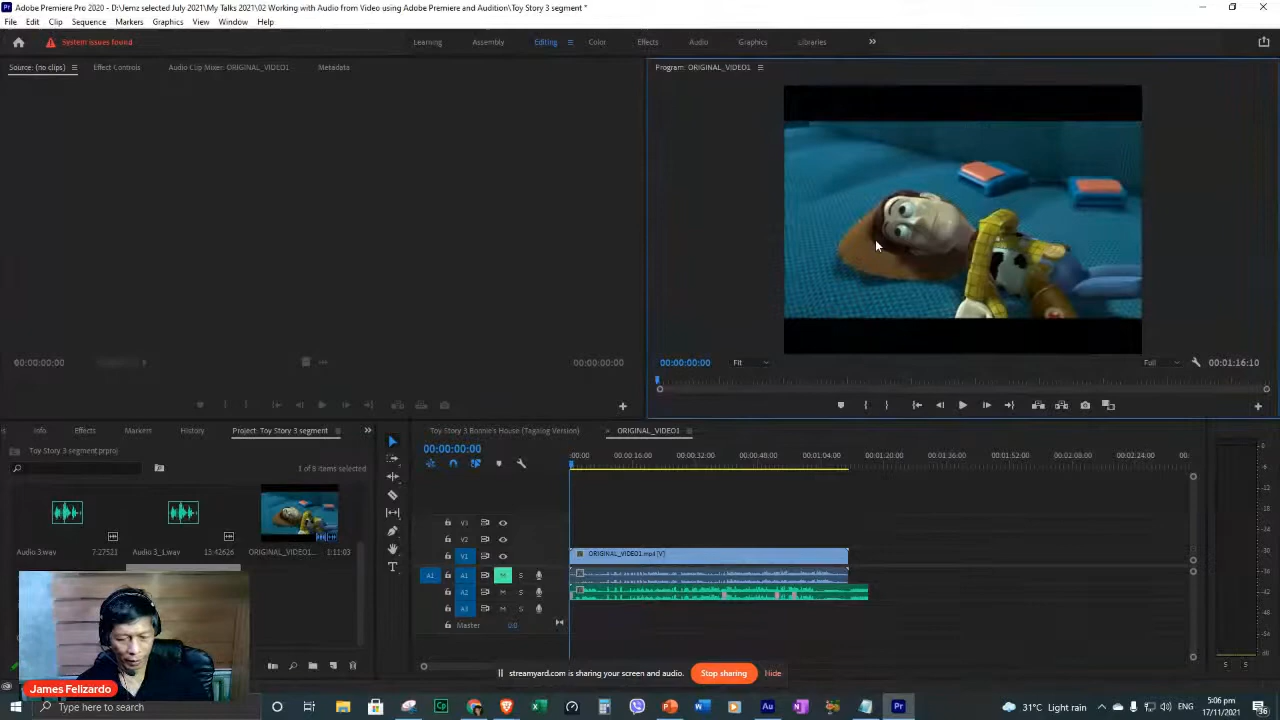 Adobe Premiere Pro 2020 - D:\Jemz selected July 2021\My Talks 2021\02 Working with Audio from Video using Adobe Premiere and Audition\Toy Story 3 segment *
File Edit Clip Sequence Markers Graphics View Window Help
System issues found Learning Assembly Editing Color Effects Audio Graphics Libraries
Source: (no clips) Effect Controls Audio Clip Mixer: ORIGINAL_VIDEO1 Metadata Program: ORIGINAL_VIDEO1
00:00:00:00 00:00:00:00 00:00:00:00 Fit Full 00:01:16:10
Info Effects Markers History Project: Toy Story 3 segment Toy Story 3 Bonnie's House (Tagalog Version) ORIGINAL_VIDEO1
Toy Story 3 segment.prproj 00:00:00:00
:00:00 00:00:16:00 00:00:32:00 00:00:48:00 00:01:04:00 00:01:20:00 00:01:36:00 00:01:52:00 00:02:08:00 00:02:24:00 00:
1 of 8 items selected
V3
V2
Audio 3.wav 7:27521 Audio 3_L.wav 13:42626 ORIGINAL_VIDEO1... 1:11:03
V1 ORIGINAL_VIDEO1.mp4 [V]
A1 A1 M S
A2 M S
A3 M S
Master 0.0
streamyard.com is sharing your screen and audio. Stop sharing Hide
James Felizardo
Type here to search 31°C Light rain 5:06 pm
17/11/2021